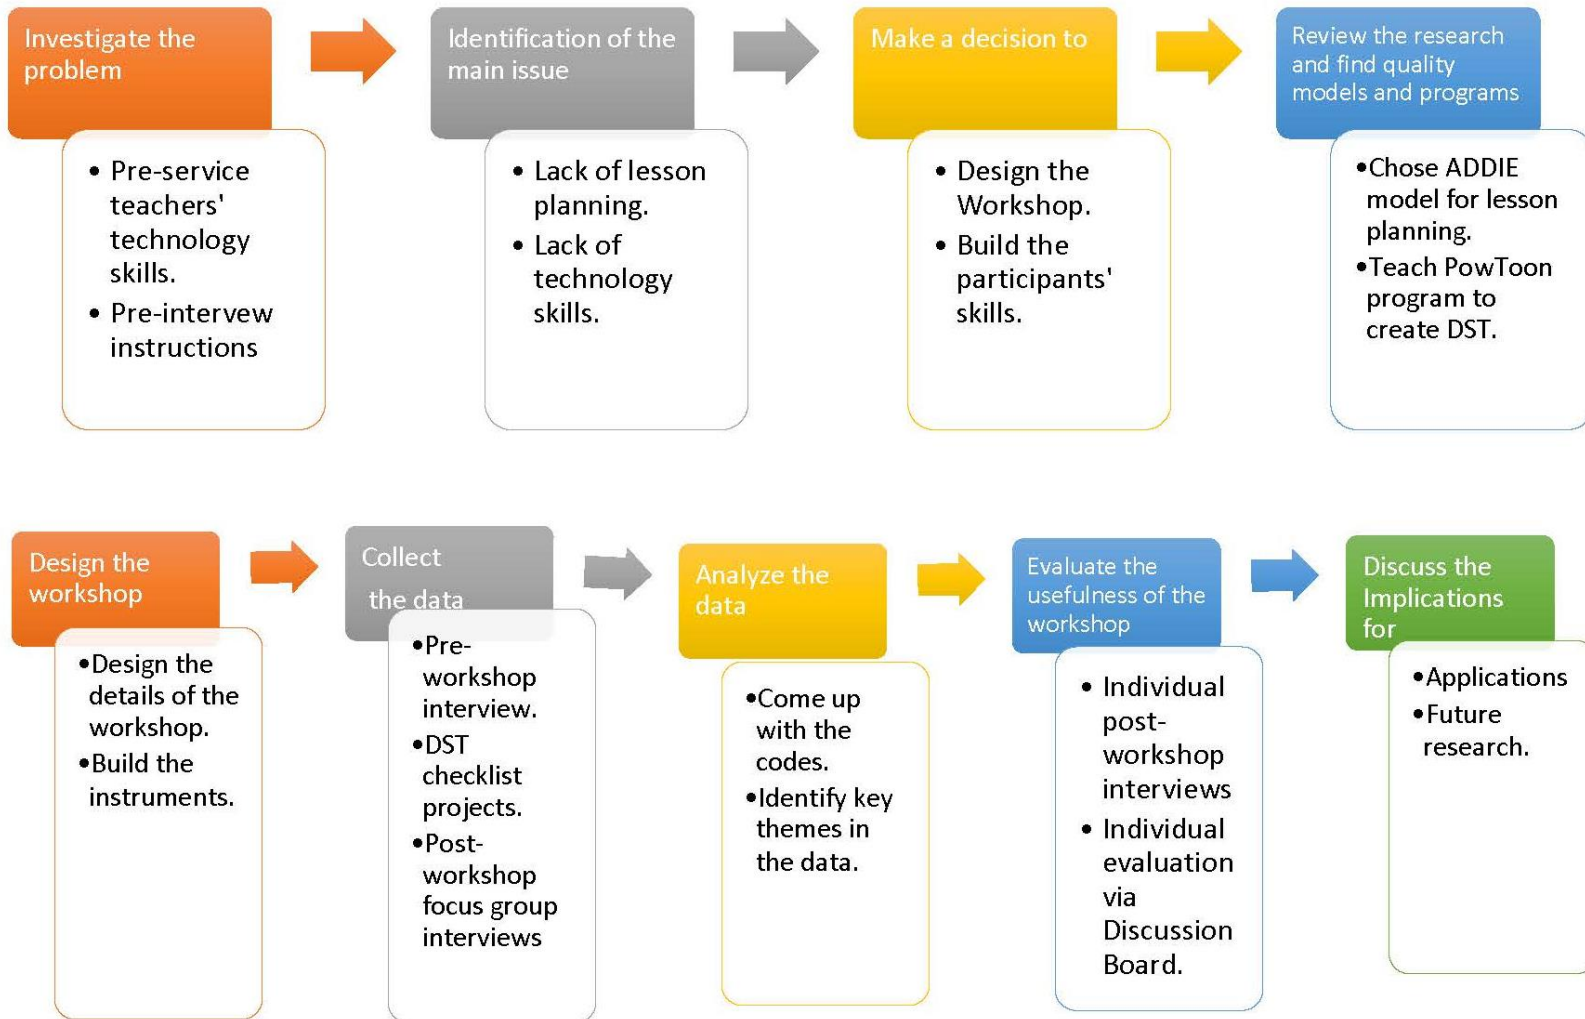 Investigate the
problem
• Pre-service
teachers'
technology
skills.
• Pre-intervew
instructions
Identification of the
main issue
• Lack of lesson
planning.
• Lack of
technology
skills.
Make a decision to
• Design the
Workshop.
• Build the
participants'
skills.
Review the research
and find quality
models and programs
•Chose ADDIE
model for lesson
planning.
•Teach PowToon
program to
create DST.
Design the
workshop
•Design the
details of the
workshop.
•Build the
instruments.
Collect
the data
•Pre-
workshop
interview.
•DST
checklist
projects.
•Post-
workshop
focus group
interviews
Analyze the
data
•Come up
with the
codes.
•Identify key
themes in
the data.
Evaluate the
usefulness of the
workshop
• Individual
post-
workshop
interviews
• Individual
evaluation
via
Discussion
Board.
Discuss the
Implications
for
•Applications
•Future
research.